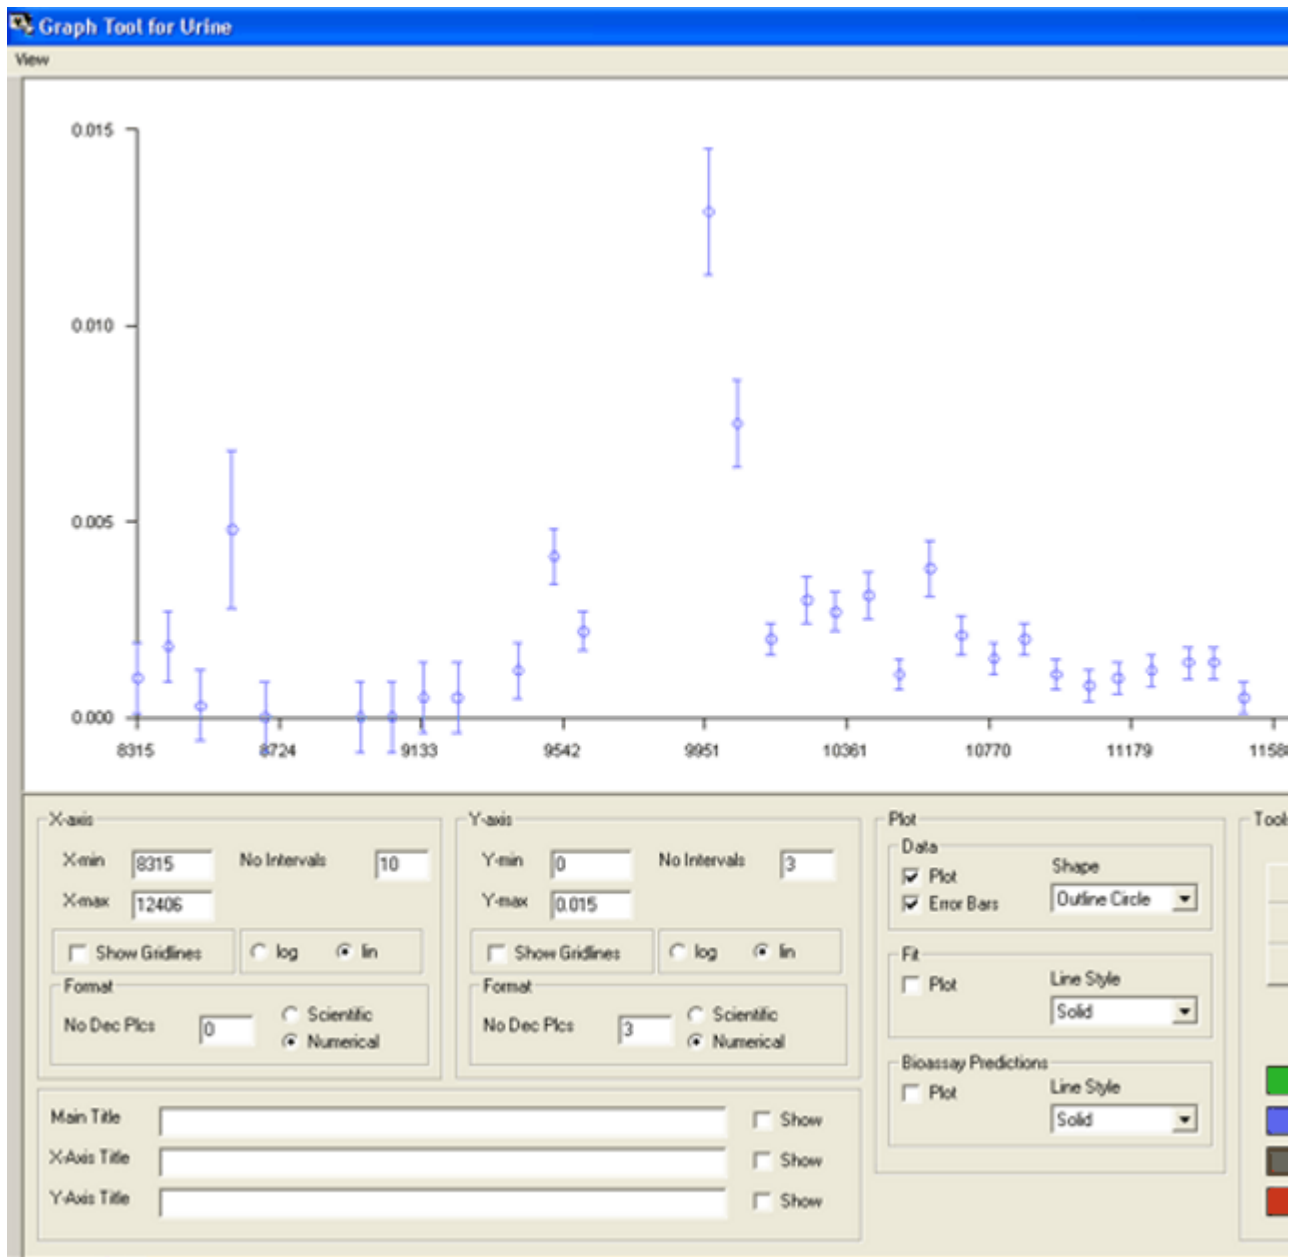 Graph Tool for Urine
View
0.015
0.010
0.005
0.000
8315 8724 9133 9542 9951 10361 10770 11179
X-axis
X-min 8315 No Intervals 10
X-max 12406
Show Gridlines log lin
Format
No Dec Plcs 0 Scientific
Numerical
Y-axis
Y-min 0 No Intervals 3
Y-max 0.015
Show Gridlines log lin
Format
No Dec Plcs 3 Scientific
Numerical
Plot
Data
Plot Shape
Error Bars Outline Circle
Fit
Plot Line Style
Solid
Bioassay Predictions
Plot Line Style
Solid
Main Title Show
X-Axis Title Show
Y-Axis Title Show